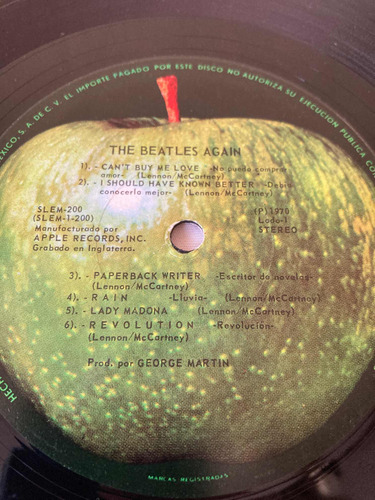 HECH
MEXICO, S. A. DE C. V. EL IMPORTE PAGADO POR ESTE DISCO NO AUTORIZA SU EJECUCION PUBLICA CO
THE BEATLES AGAIN
1). - CAN'T BUY ME LOVE -No puedo comprar
amor- (Lennon/McCartney)
2). - I SHOULD HAVE KNOWN BETTER -Debí
conocerlo mejor- (Lennon/McCartney)
SLEM-200
(SLEM-1-200)
Manufacturado por
APPLE RECORDS, INC.
Grabado en Inglaterra.
(P) 1970
Lado-1
STEREO
3). - PAPERBACK WRITER -Escritor de novelas-
(Lennon/McCartney)
4). - R A I N -Lluvia- (Lennon/McCartney)
5). - LADY MADONA (Lennon/McCartney)
6). - R E V O L U T I O N -Revolución-
(Lennon/McCartney)
Prod. por GEORGE MARTIN
MARCAS REGISTRADAS